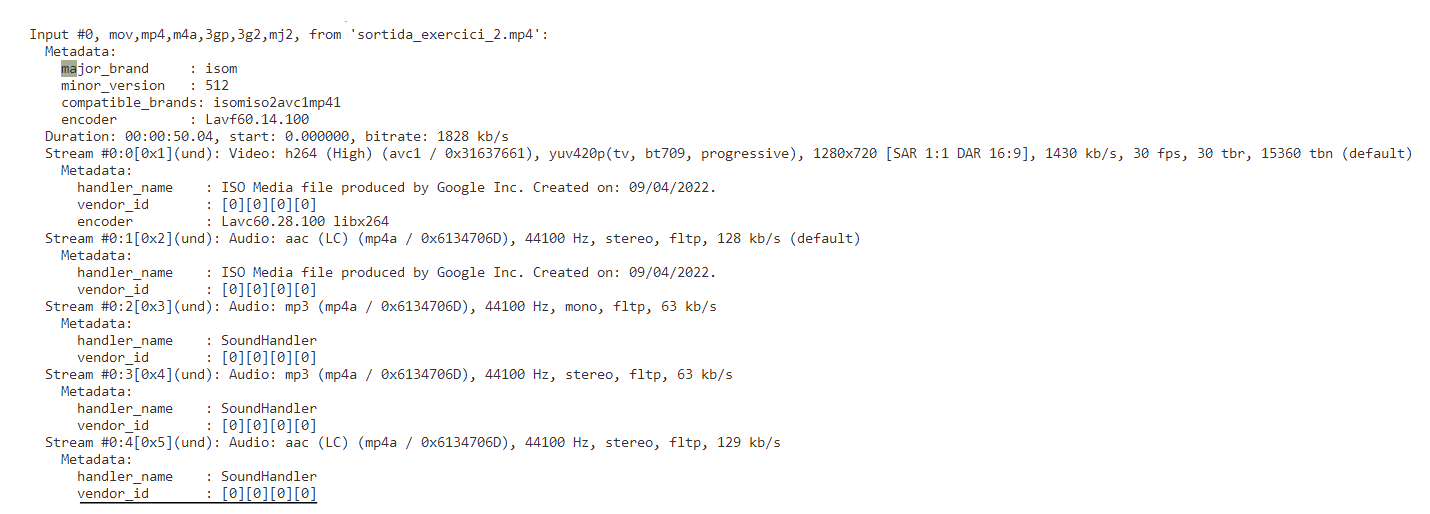 Input #0, mov,mp4,m4a,3gp,3g2,mj2, from 'sortida_exercici_2.mp4':
  Metadata:
    major_brand     : isom
    minor_version   : 512
    compatible_brands: isomiso2avc1mp41
    encoder         : Lavf60.14.100
  Duration: 00:00:50.04, start: 0.000000, bitrate: 1828 kb/s
  Stream #0:0[0x1](und): Video: h264 (High) (avc1 / 0x31637661), yuv420p(tv, bt709, progressive), 1280x720 [SAR 1:1 DAR 16:9], 1430 kb/s, 30 fps, 30 tbr, 15360 tbn (default)
    Metadata:
      handler_name    : ISO Media file produced by Google Inc. Created on: 09/04/2022.
      vendor_id       : [0][0][0][0]
      encoder         : Lavc60.28.100 libx264
  Stream #0:1[0x2](und): Audio: aac (LC) (mp4a / 0x6134706D), 44100 Hz, stereo, fltp, 128 kb/s (default)
    Metadata:
      handler_name    : ISO Media file produced by Google Inc. Created on: 09/04/2022.
      vendor_id       : [0][0][0][0]
  Stream #0:2[0x3](und): Audio: mp3 (mp4a / 0x6134706D), 44100 Hz, mono, fltp, 63 kb/s
    Metadata:
      handler_name    : SoundHandler
      vendor_id       : [0][0][0][0]
  Stream #0:3[0x4](und): Audio: mp3 (mp4a / 0x6134706D), 44100 Hz, stereo, fltp, 63 kb/s
    Metadata:
      handler_name    : SoundHandler
      vendor_id       : [0][0][0][0]
  Stream #0:4[0x5](und): Audio: aac (LC) (mp4a / 0x6134706D), 44100 Hz, stereo, fltp, 129 kb/s
    Metadata:
      handler_name    : SoundHandler
      vendor_id       : [0][0][0][0]